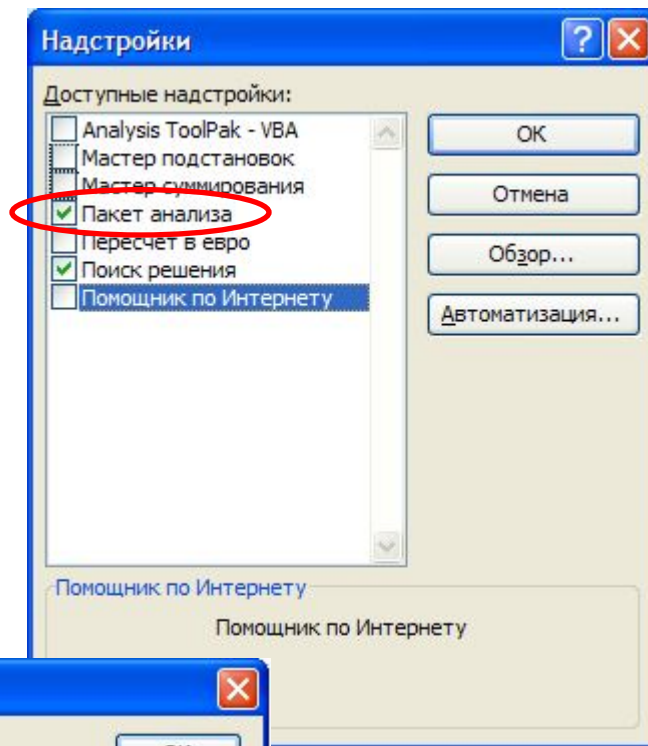 Надстройки
Доступные надстройки:
Analysis ToolPak - VBA
Мастер подстановок
Мастер суммирования
Пакет анализа
Пересчет в евро
Поиск решения
Помощник по Интернету
ОК
Отмена
Обзор...
Автоматизация...
Помощник по Интернету
Помощник по Интернету